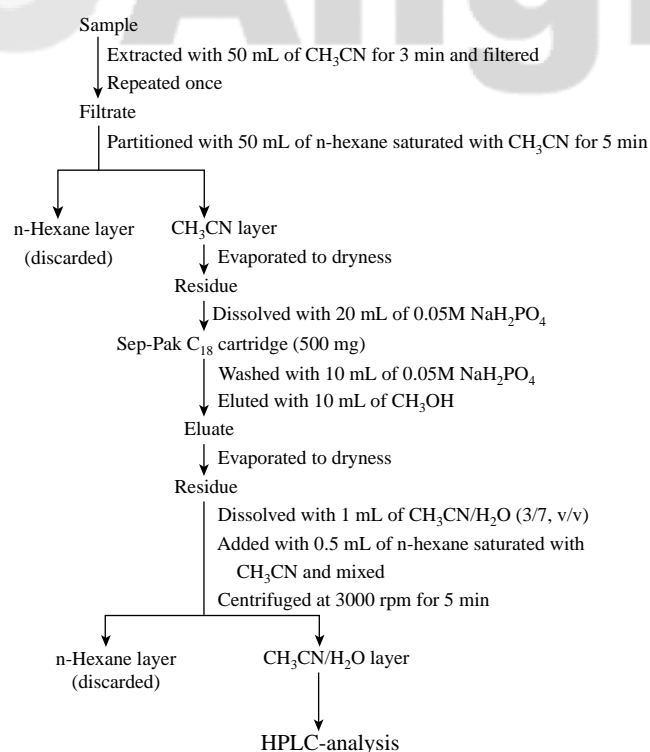 Sample
Extracted with 50 mL of CH₃CN for 3 min and filtered
Repeated once
Filtrate
Partitioned with 50 mL of n-hexane saturated with CH₃CN for 5 min
n-Hexane layer
(discarded)
CH₃CN layer
Evaporated to dryness
Residue
Dissolved with 20 mL of 0.05M NaH₂PO₄
Sep-Pak C₁₈ cartridge (500 mg)
Washed with 10 mL of 0.05M NaH₂PO₄
Eluted with 10 mL of CH₃OH
Eluate
Evaporated to dryness
Residue
Dissolved with 1 mL of CH₃CN/H₂O (3/7, v/v)
Added with 0.5 mL of n-hexane saturated with
CH₃CN and mixed
Centrifuged at 3000 rpm for 5 min
n-Hexane layer
(discarded)
CH₃CN/H₂O layer
HPLC-analysis